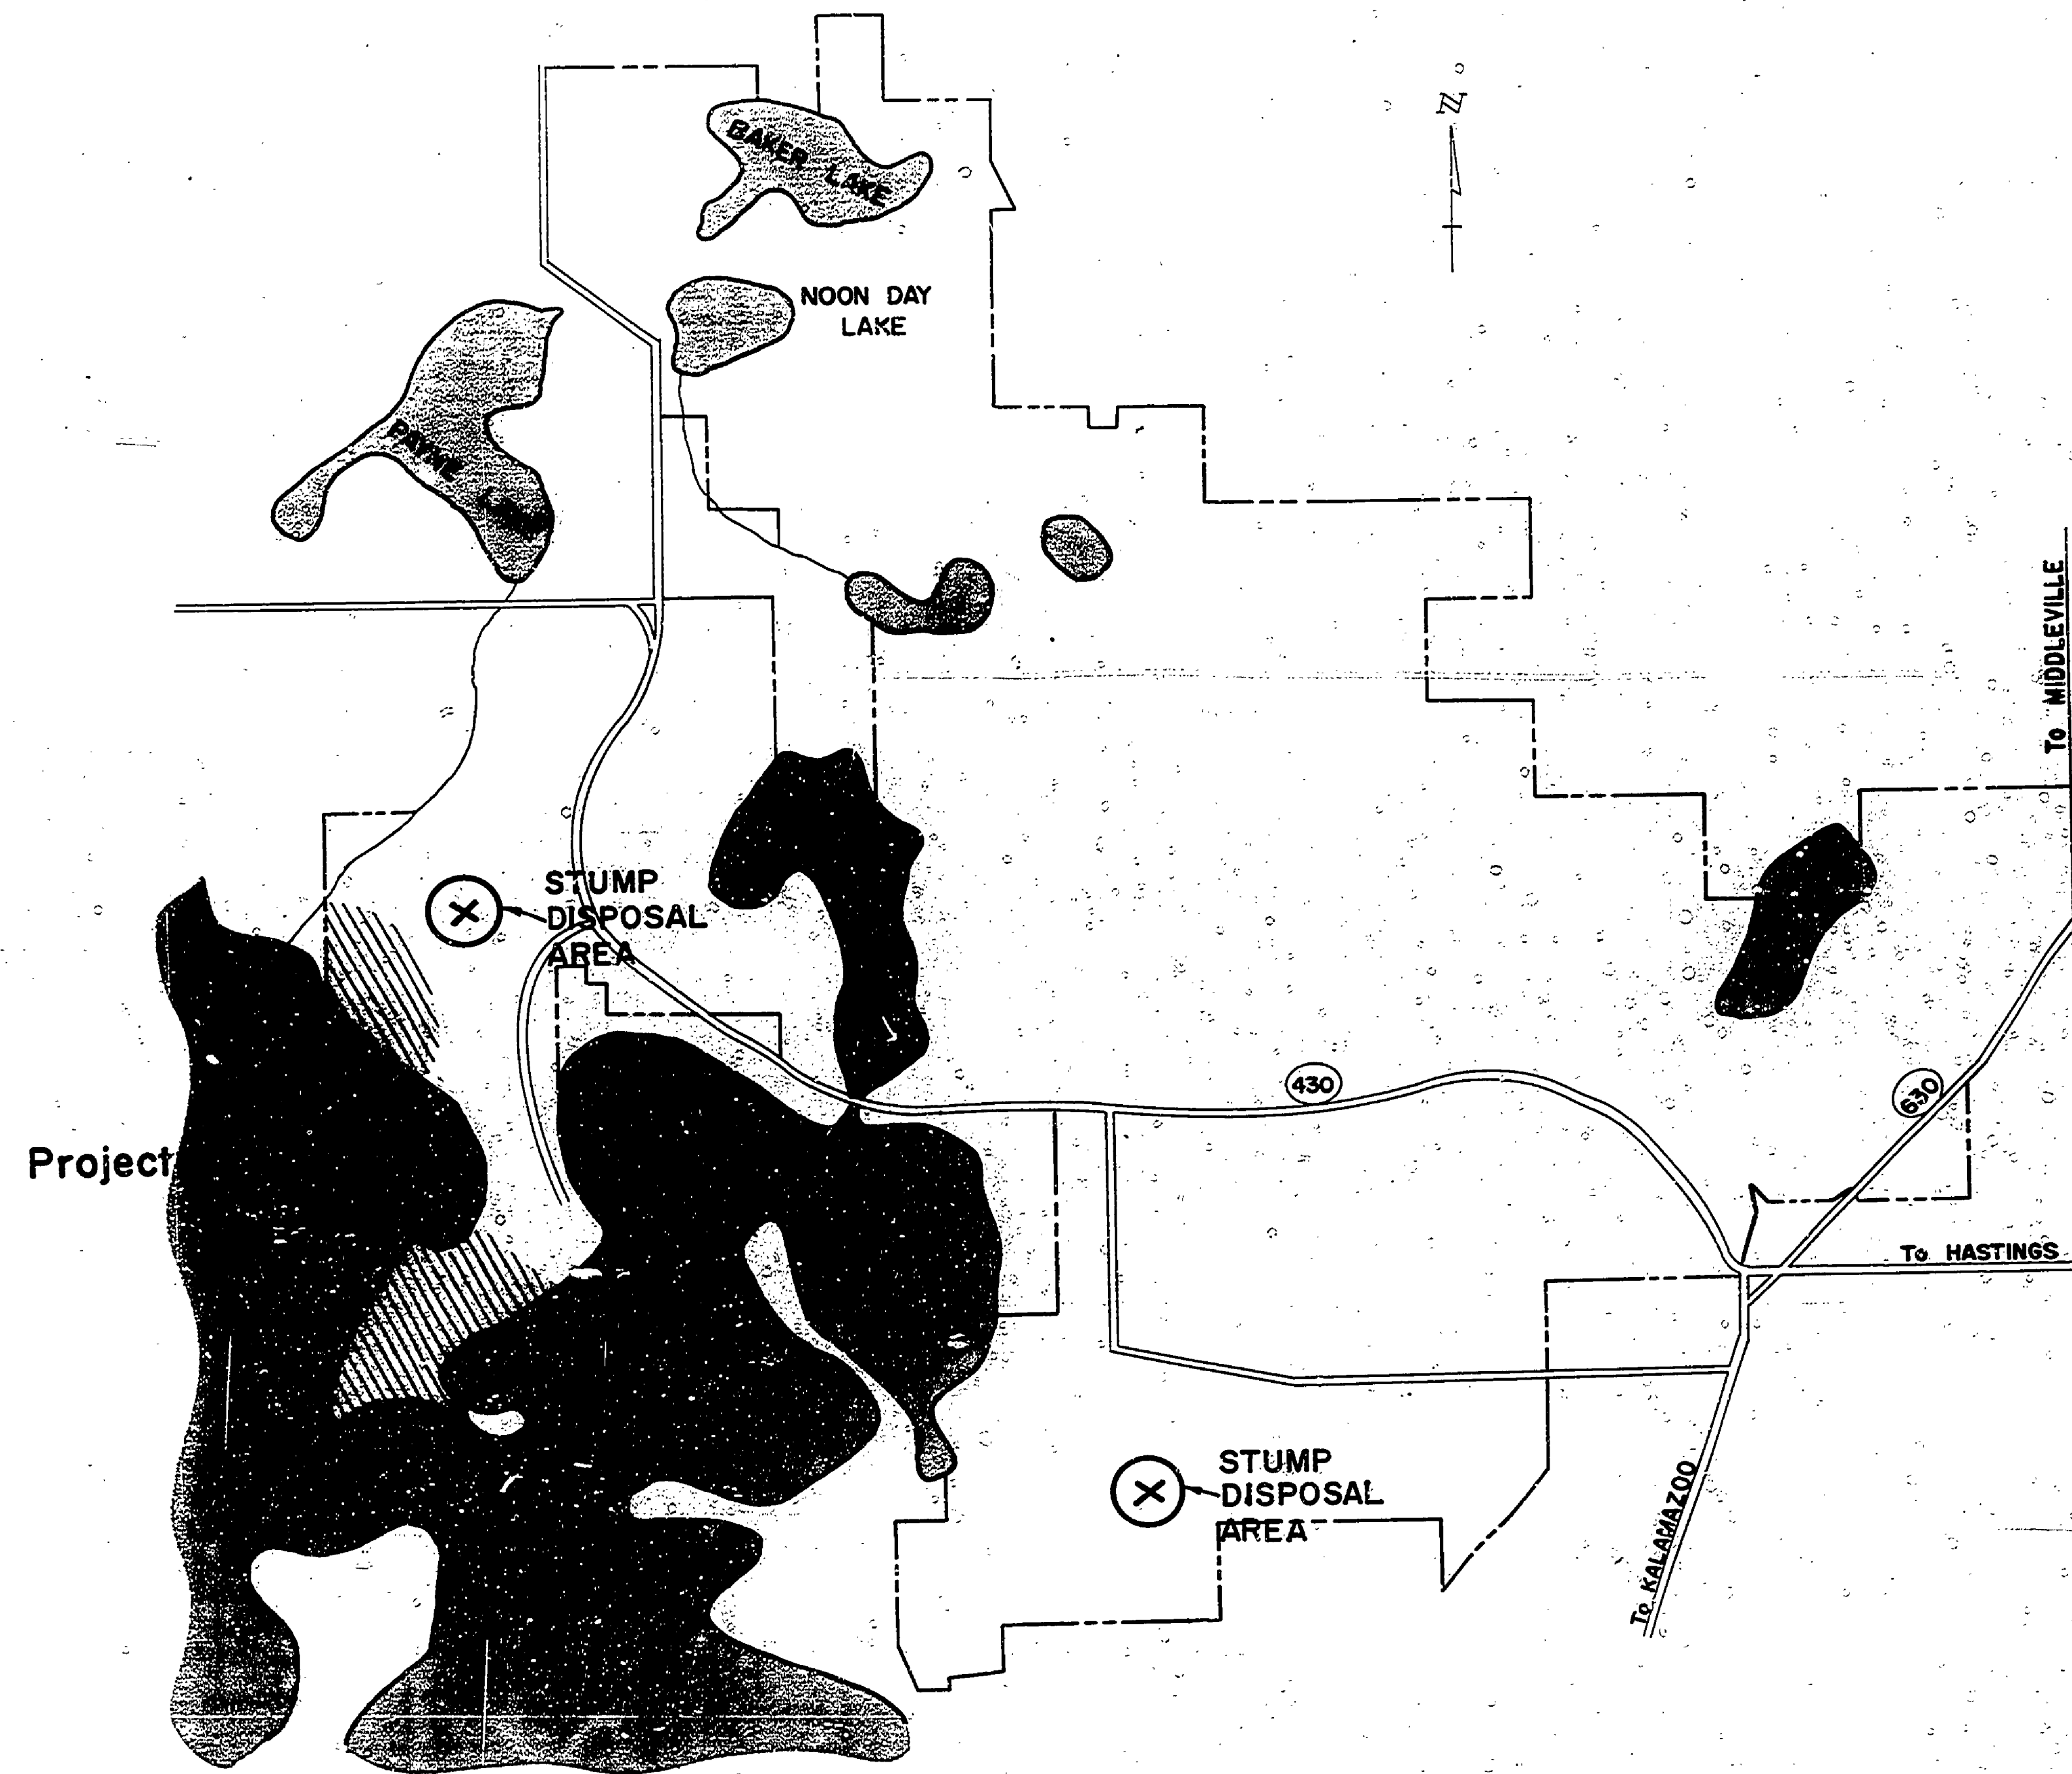 N
BAKER LAKE
NOON DAY
LAKE
PAYNE LAKE
To MIDDLEVILLE
STUMP
DISPOSAL
AREA
430
630
Project
To HASTINGS
STUMP
DISPOSAL
AREA
To KALAMAZOO